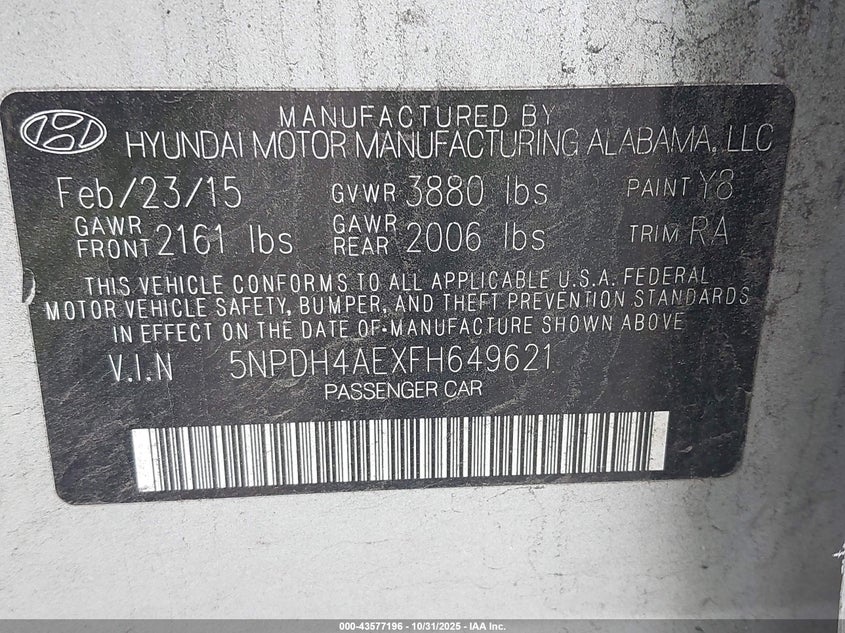 MANUFACTURED BY
HYUNDAI MOTOR MANUFACTURING ALABAMA, LLC
Feb/23/15 GVWR 3880 lbs PAINT Y8
GAWR FRONT 2161 lbs GAWR REAR 2006 lbs TRIM RA
THIS VEHICLE CONFORMS TO ALL APPLICABLE U.S.A. FEDERAL
MOTOR VEHICLE SAFETY, BUMPER, AND THEFT PREVENTION STANDARDS
IN EFFECT ON THE DATE OF MANUFACTURE SHOWN ABOVE
V.I.N 5NPDH4AEXFH649621
PASSENGER CAR
000-43577196 - 10/31/2025 - IAA Inc.